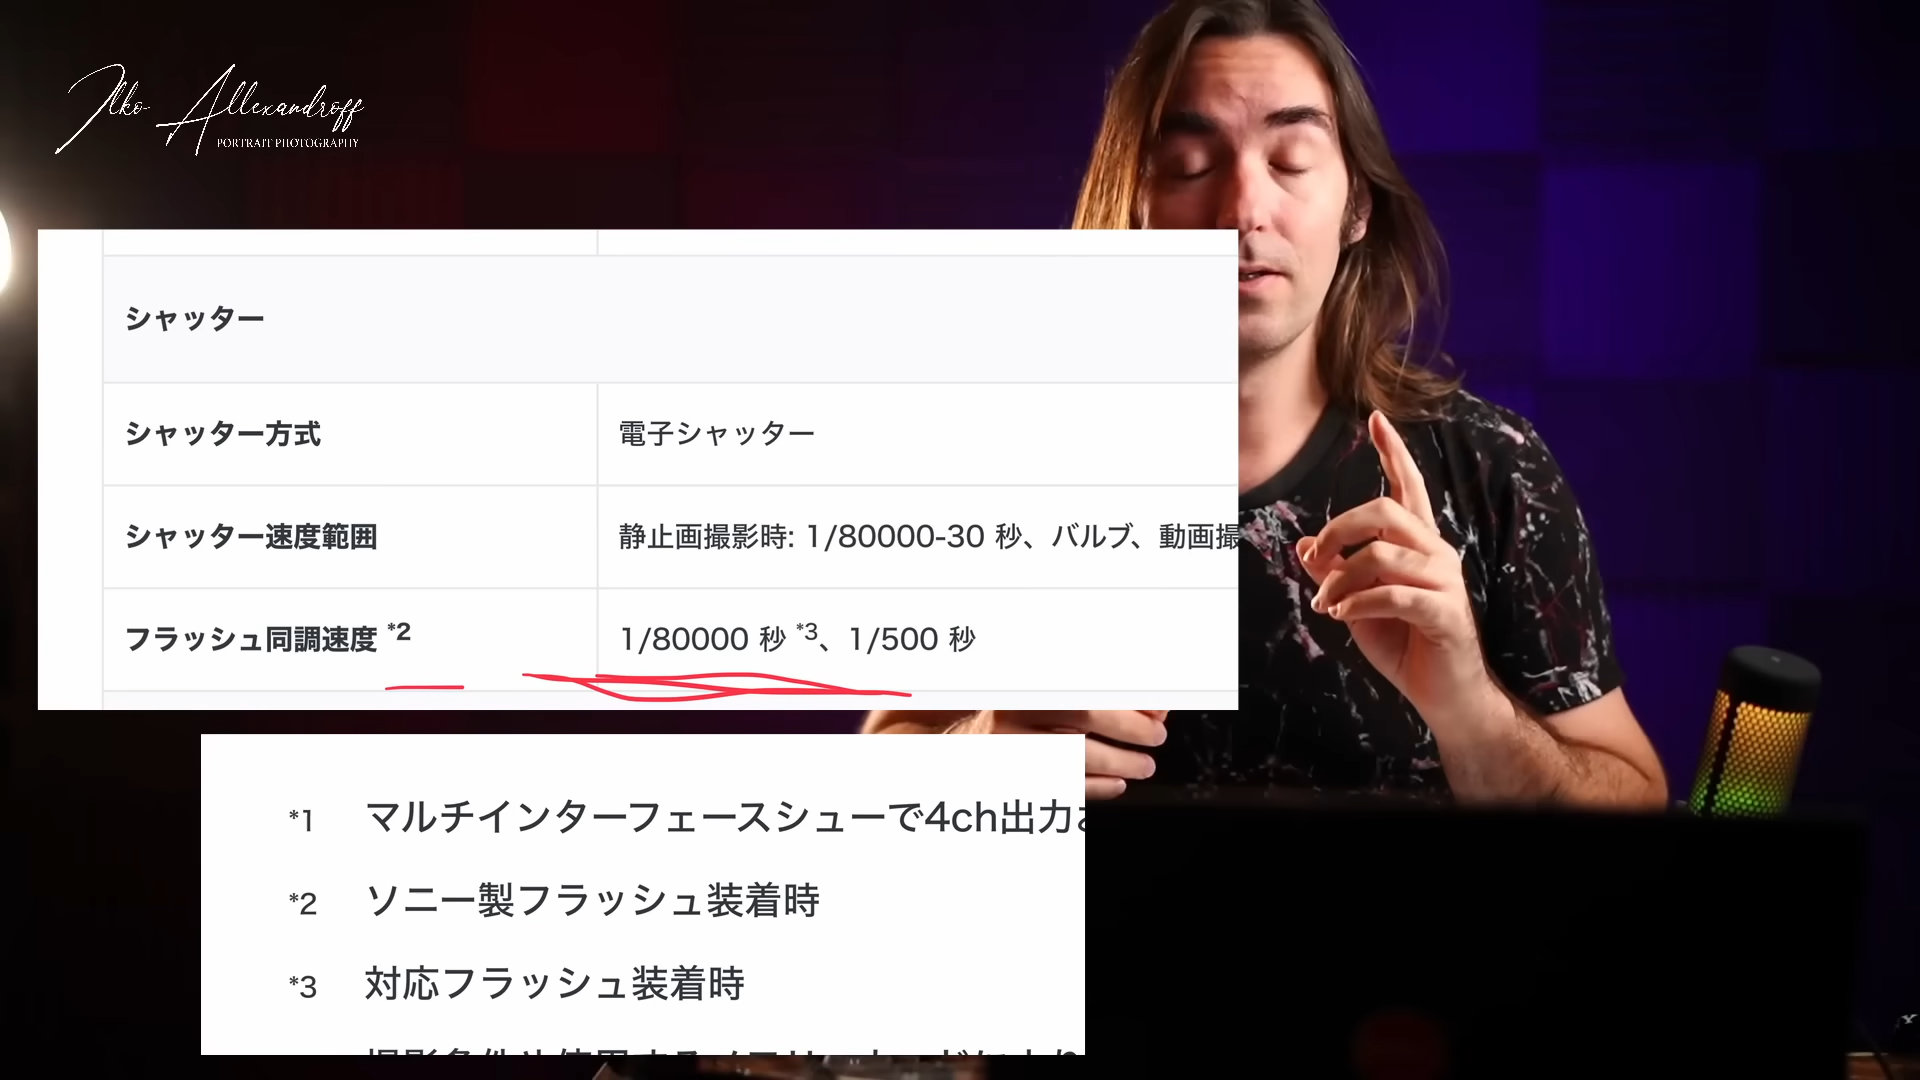 Ilko Allexandroff
PORTRAIT PHOTOGRAPHY
シャッター
シャッター方式 電子シャッター
シャッター速度範囲 静止画撮影時: 1/80000-30 秒、バルブ、動画撮
フラッシュ同調速度 *2 1/80000 秒 *3、1/500 秒
*1 マルチインターフェースシューで4ch出力
*2 ソニー製フラッシュ装着時
*3 対応フラッシュ装着時